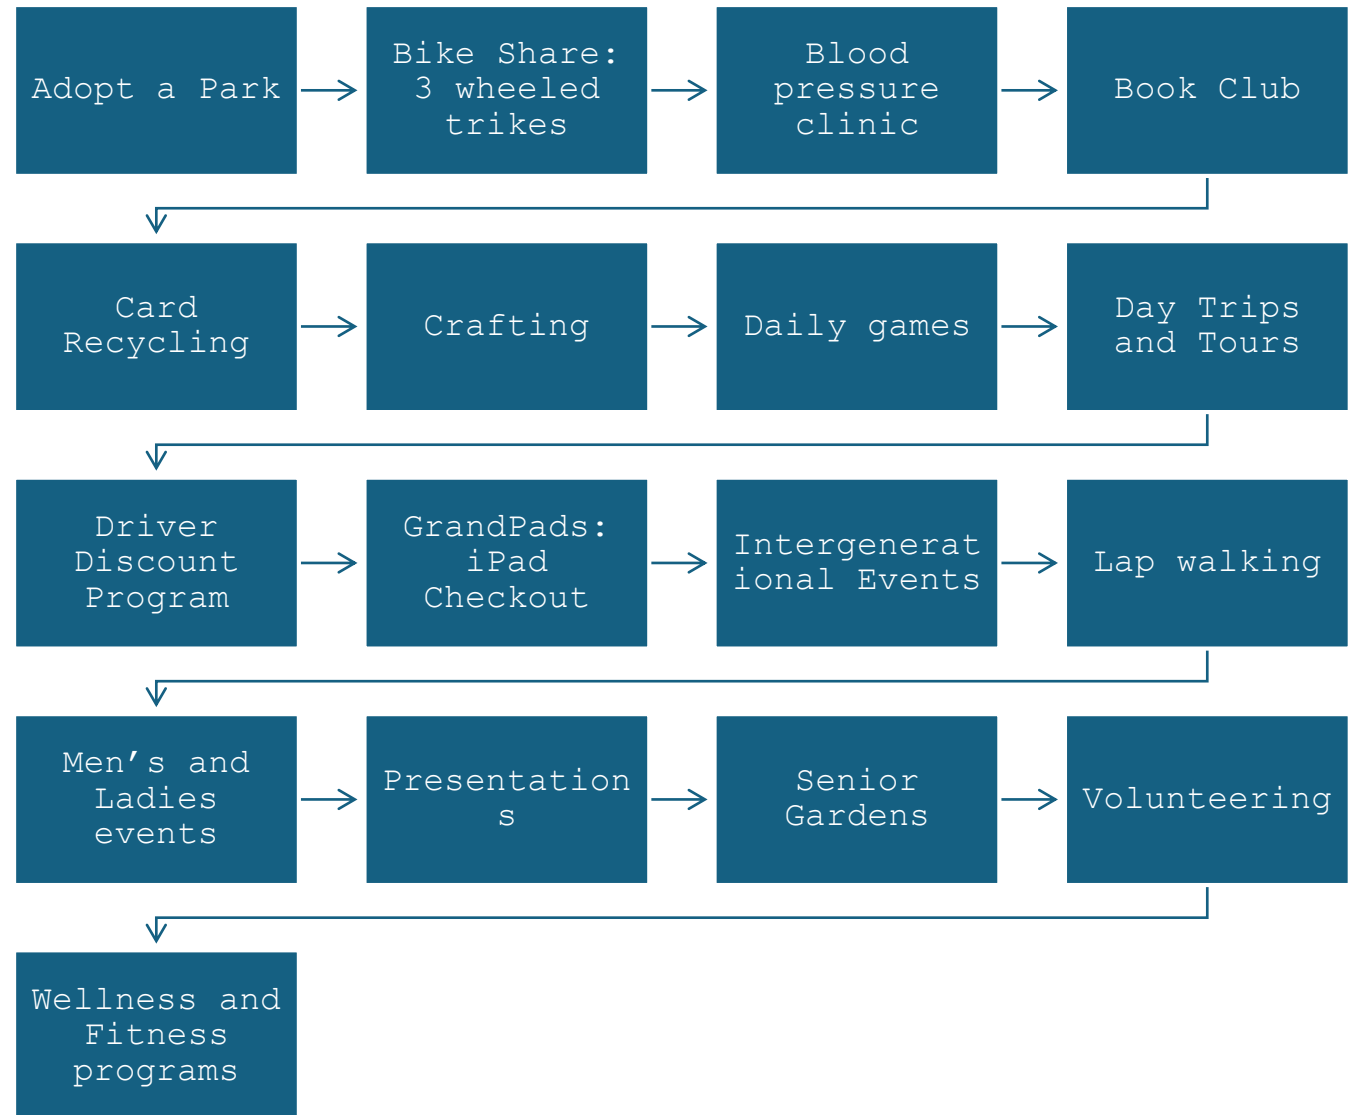 Adopt a Park
Bike Share:
3 wheeled
trikes
Blood
pressure
clinic
Book Club
Card
Recycling
Crafting
Daily games
Day Trips
and Tours
Driver
Discount
Program
GrandPads:
iPad
Checkout
Intergenerat
ional Events
Lap walking
Men’s and
Ladies
events
Presentation
s
Senior
Gardens
Volunteering
Wellness and
Fitness
programs